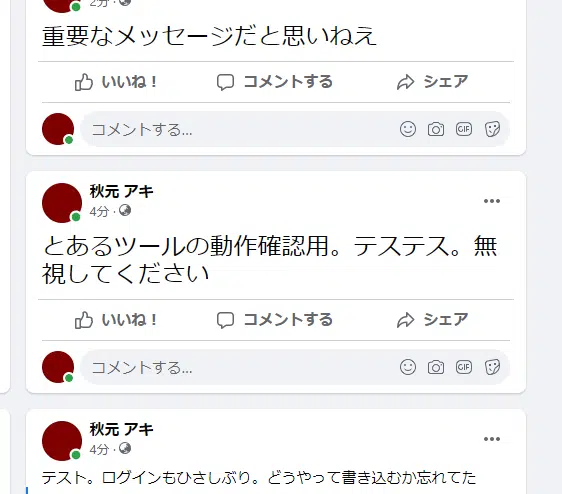 2分 ·
重要なメッセージだと思いねえ
いいね! コメントする シェア
コメントする... GIF
秋元 アキ
4分 ·
とあるツールの動作確認用。テステス。無
視してください
いいね! コメントする シェア
コメントする... GIF
秋元 アキ
4分 ·
テスト。ログインもひさしぶり。どうやって書き込むか忘れてた